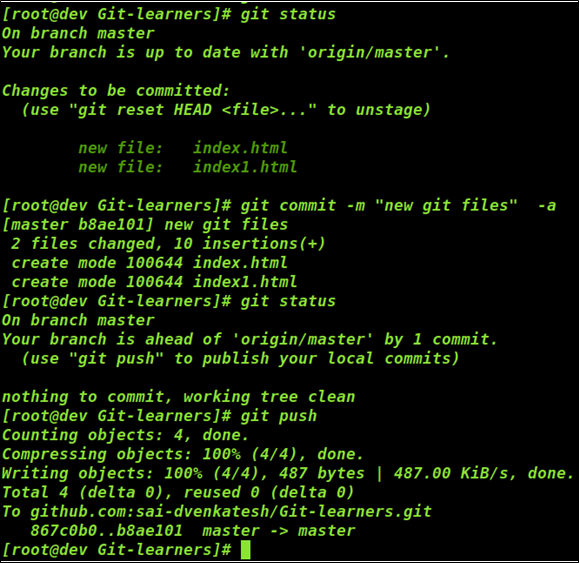 [root@dev Git-learners]# git status
On branch master
Your branch is up to date with 'origin/master'.
Changes to be committed:
  (use "git reset HEAD <file>..." to unstage)
        new file:   index.html
        new file:   index1.html
[root@dev Git-learners]# git commit -m "new git files"  -a
[master b8ae101] new git files
 2 files changed, 10 insertions(+)
 create mode 100644 index.html
 create mode 100644 index1.html
[root@dev Git-learners]# git status
On branch master
Your branch is ahead of 'origin/master' by 1 commit.
  (use "git push" to publish your local commits)
nothing to commit, working tree clean
[root@dev Git-learners]# git push
Counting objects: 4, done.
Compressing objects: 100% (4/4), done.
Writing objects: 100% (4/4), 487 bytes | 487.00 KiB/s, done.
Total 4 (delta 0), reused 0 (delta 0)
To github.com:sai-dvenkatesh/Git-learners.git
   867c0b0..b8ae101  master -> master
[root@dev Git-learners]#